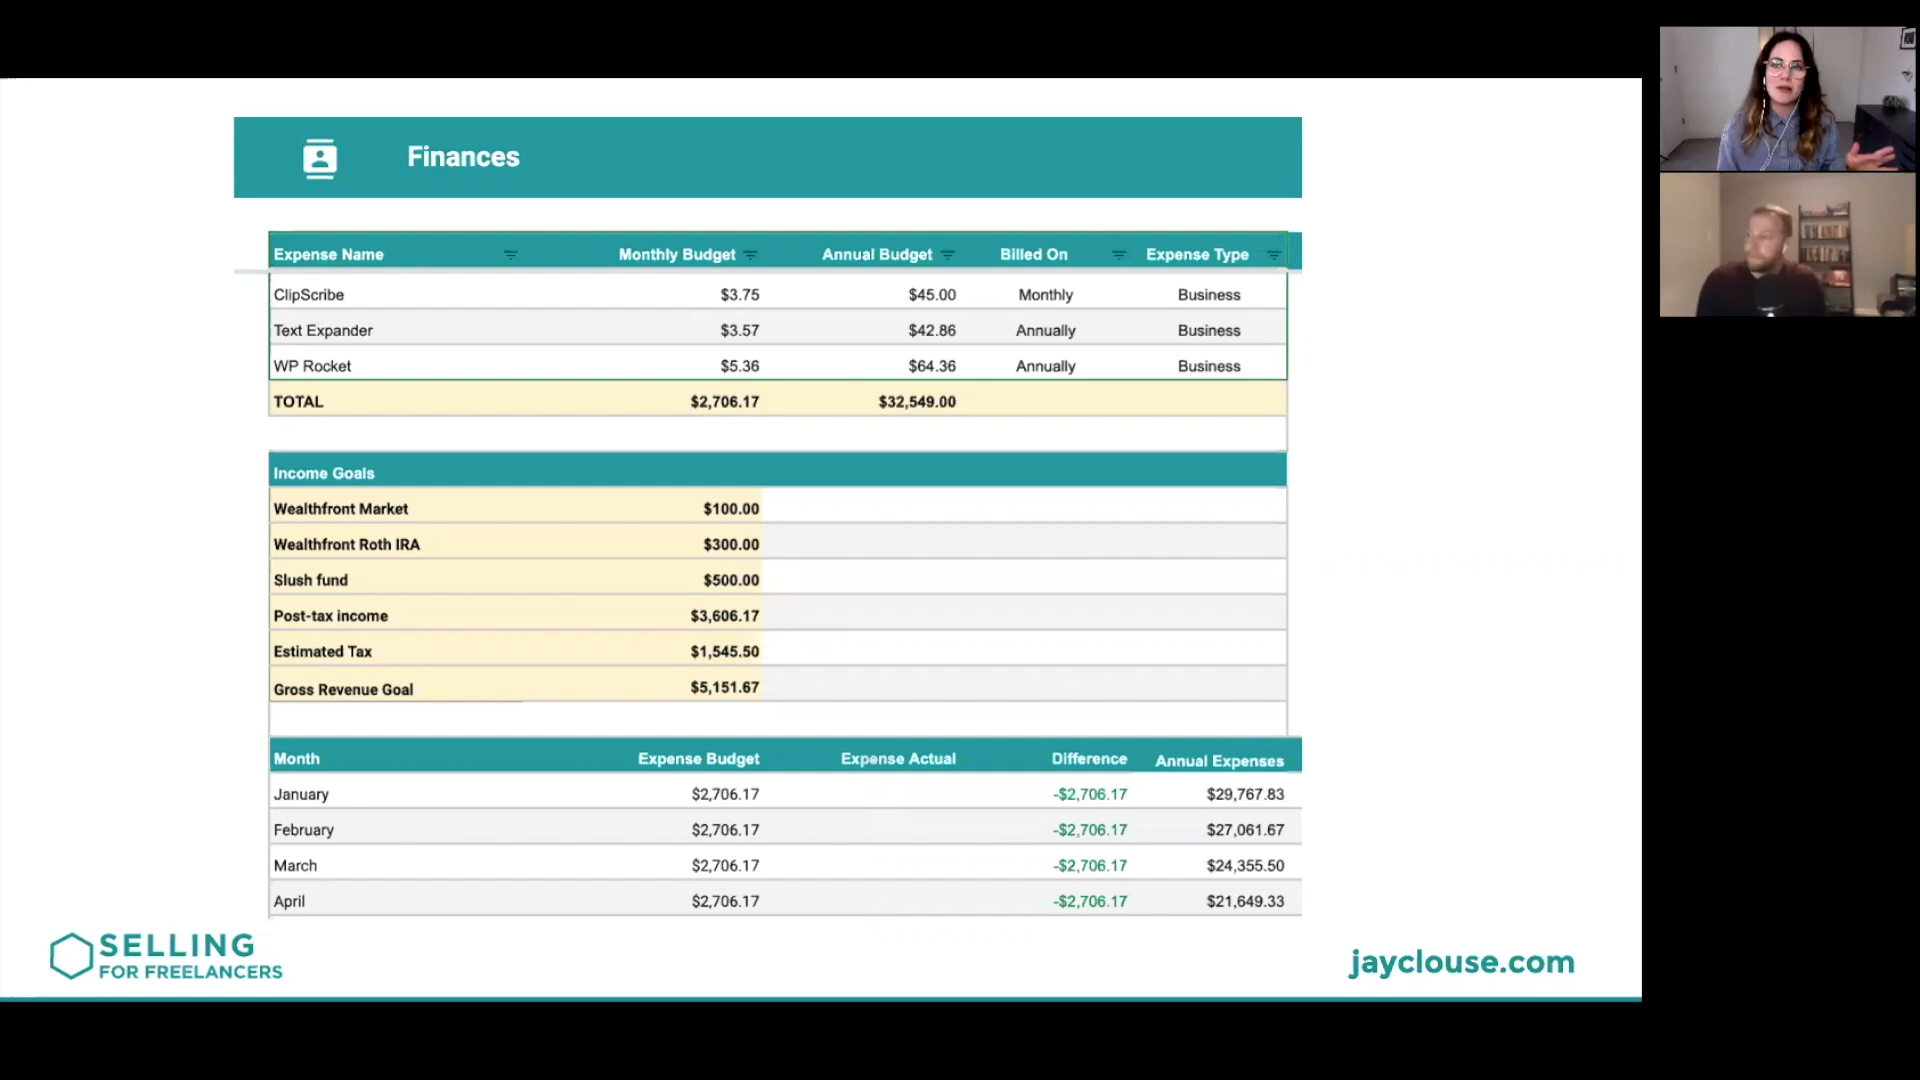 Finances
Expense Name Monthly Budget Annual Budget Billed On Expense Type
ClipScribe $3.75 $45.00 Monthly Business
Text Expander $3.57 $42.86 Annually Business
WP Rocket $5.36 $64.36 Annually Business
TOTAL $2,706.17 $32,549.00
Income Goals
Wealthfront Market $100.00
Wealthfront Roth IRA $300.00
Slush fund $500.00
Post-tax income $3,606.17
Estimated Tax $1,545.50
Gross Revenue Goal $5,151.67
Month Expense Budget Expense Actual Difference Annual Expenses
January $2,706.17 -$2,706.17 $29,767.83
February $2,706.17 -$2,706.17 $27,061.67
March $2,706.17 -$2,706.17 $24,355.50
April $2,706.17 -$2,706.17 $21,649.33
SELLING
FOR FREELANCERS
jayclouse.com